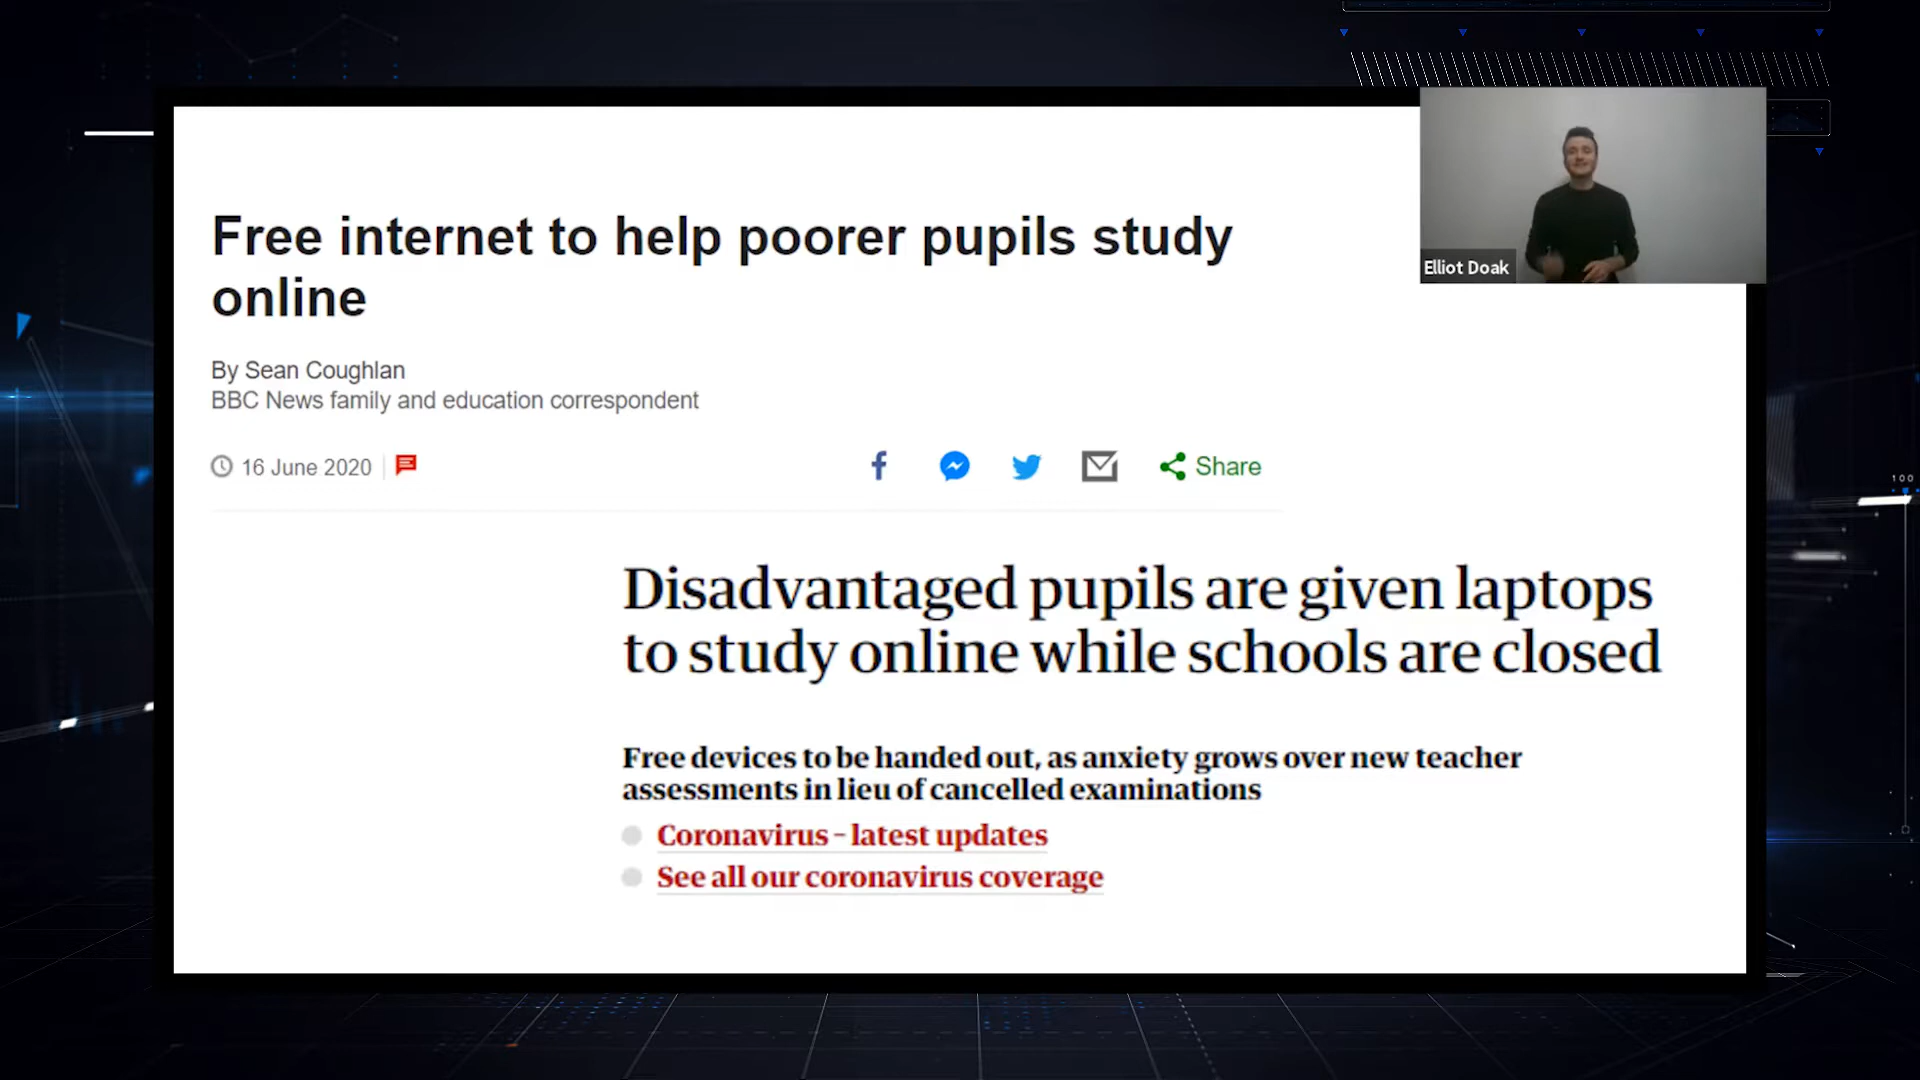 Free internet to help poorer pupils study
online
Elliot Doak
By Sean Coughlan
BBC News family and education correspondent
16 June 2020
Share
100
Disadvantaged pupils are given laptops
to study online while schools are closed
Free devices to be handed out, as anxiety grows over new teacher
assessments in lieu of cancelled examinations
Coronavirus – latest updates
See all our coronavirus coverage